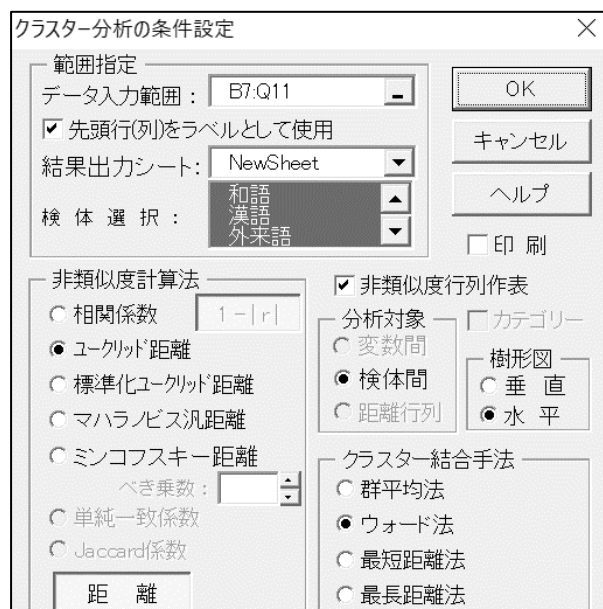 クラスター分析の条件設定
範囲指定
データ入力範囲： B7:Q11
先頭行(列)をラベルとして使用
結果出力シート： NewSheet
検 体 選 択 ：
和語
漢語
外来語
OK
キャンセル
ヘルプ
印 刷
非類似度計算法
相関係数 1-|r|
ユークリッド距離
標準化ユークリッド距離
マハラノビス汎距離
ミンコフスキー距離
べき乗数：
単純一致係数
Jaccard係数
距 離
非類似度行列作表
分析対象
変数間
検体間
距離行列
カテゴリー
樹形図
垂 直
水 平
クラスター結合手法
群平均法
ウォード法
最短距離法
最長距離法